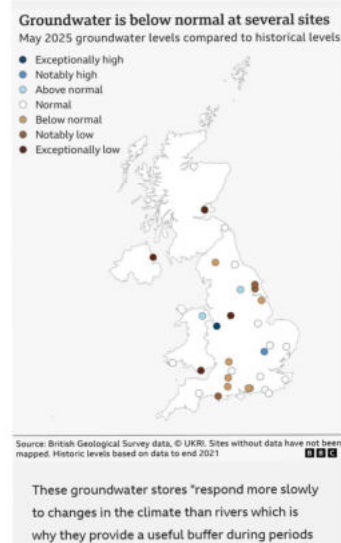 Groundwater is below normal at several sites
May 2025 groundwater levels compared to historical levels
Exceptionally high
Notably high
Above normal
Normal
Below normal
Notably low
Exceptionally low
Source: British Geological Survey data, © UKRI. Sites without data have not been
mapped. Historic levels based on data to end 2021
BBC
These groundwater stores "respond more slowly
to changes in the climate than rivers which is
why they provide a useful buffer during periods